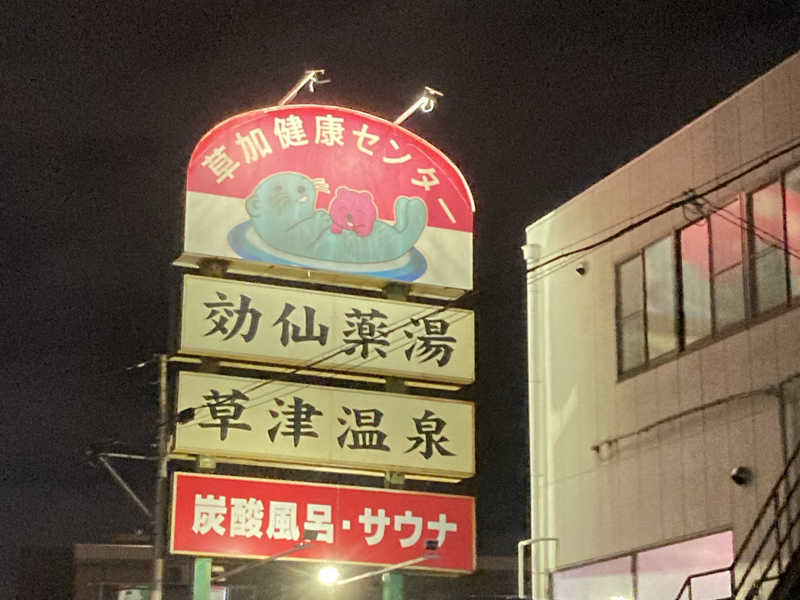 草加健康センター
効仙薬湯
草津温泉
炭酸風呂・サウナ